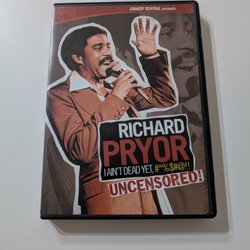 COMEDY CENTRAL presents
RICHARD
PRYOR
I AIN'T DEAD YET, #*%$#@!!
UNCENSORED!